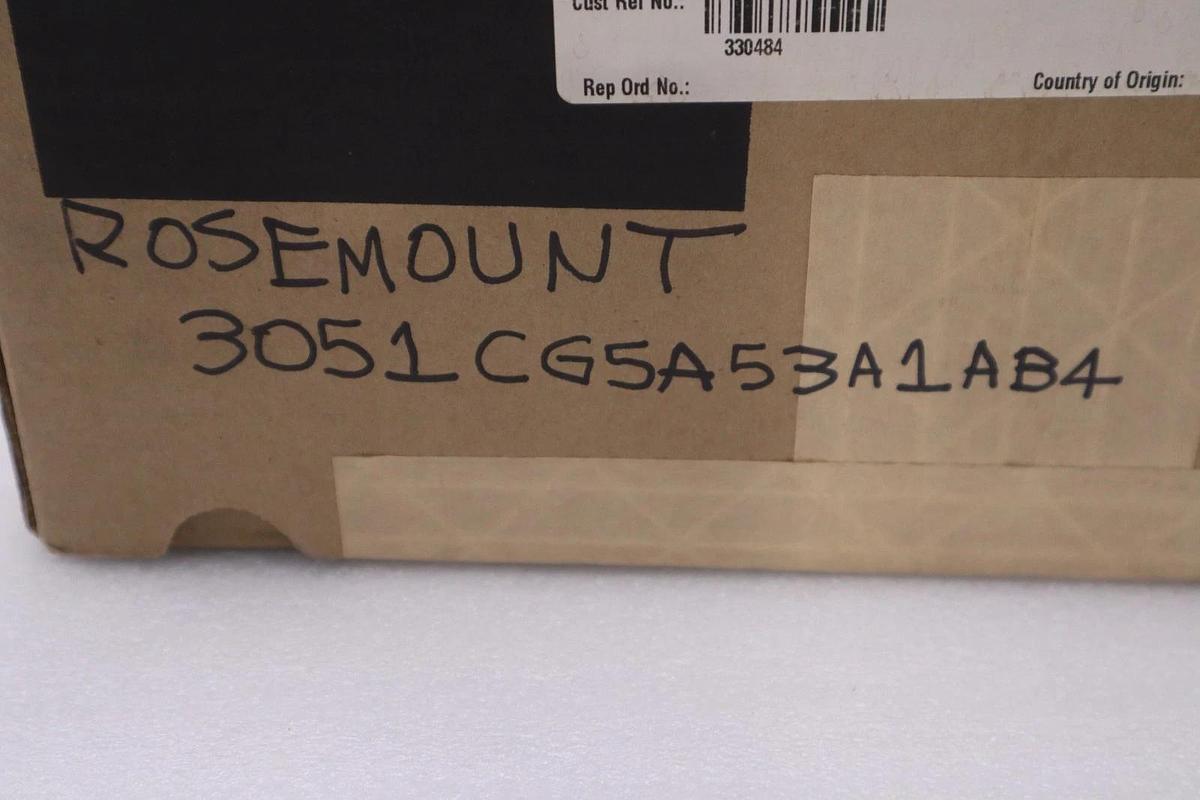 Cust Ref No.:
330484
Rep Ord No.:
Country of Origin:
ROSEMOUNT
3051CG5A53A1AB4